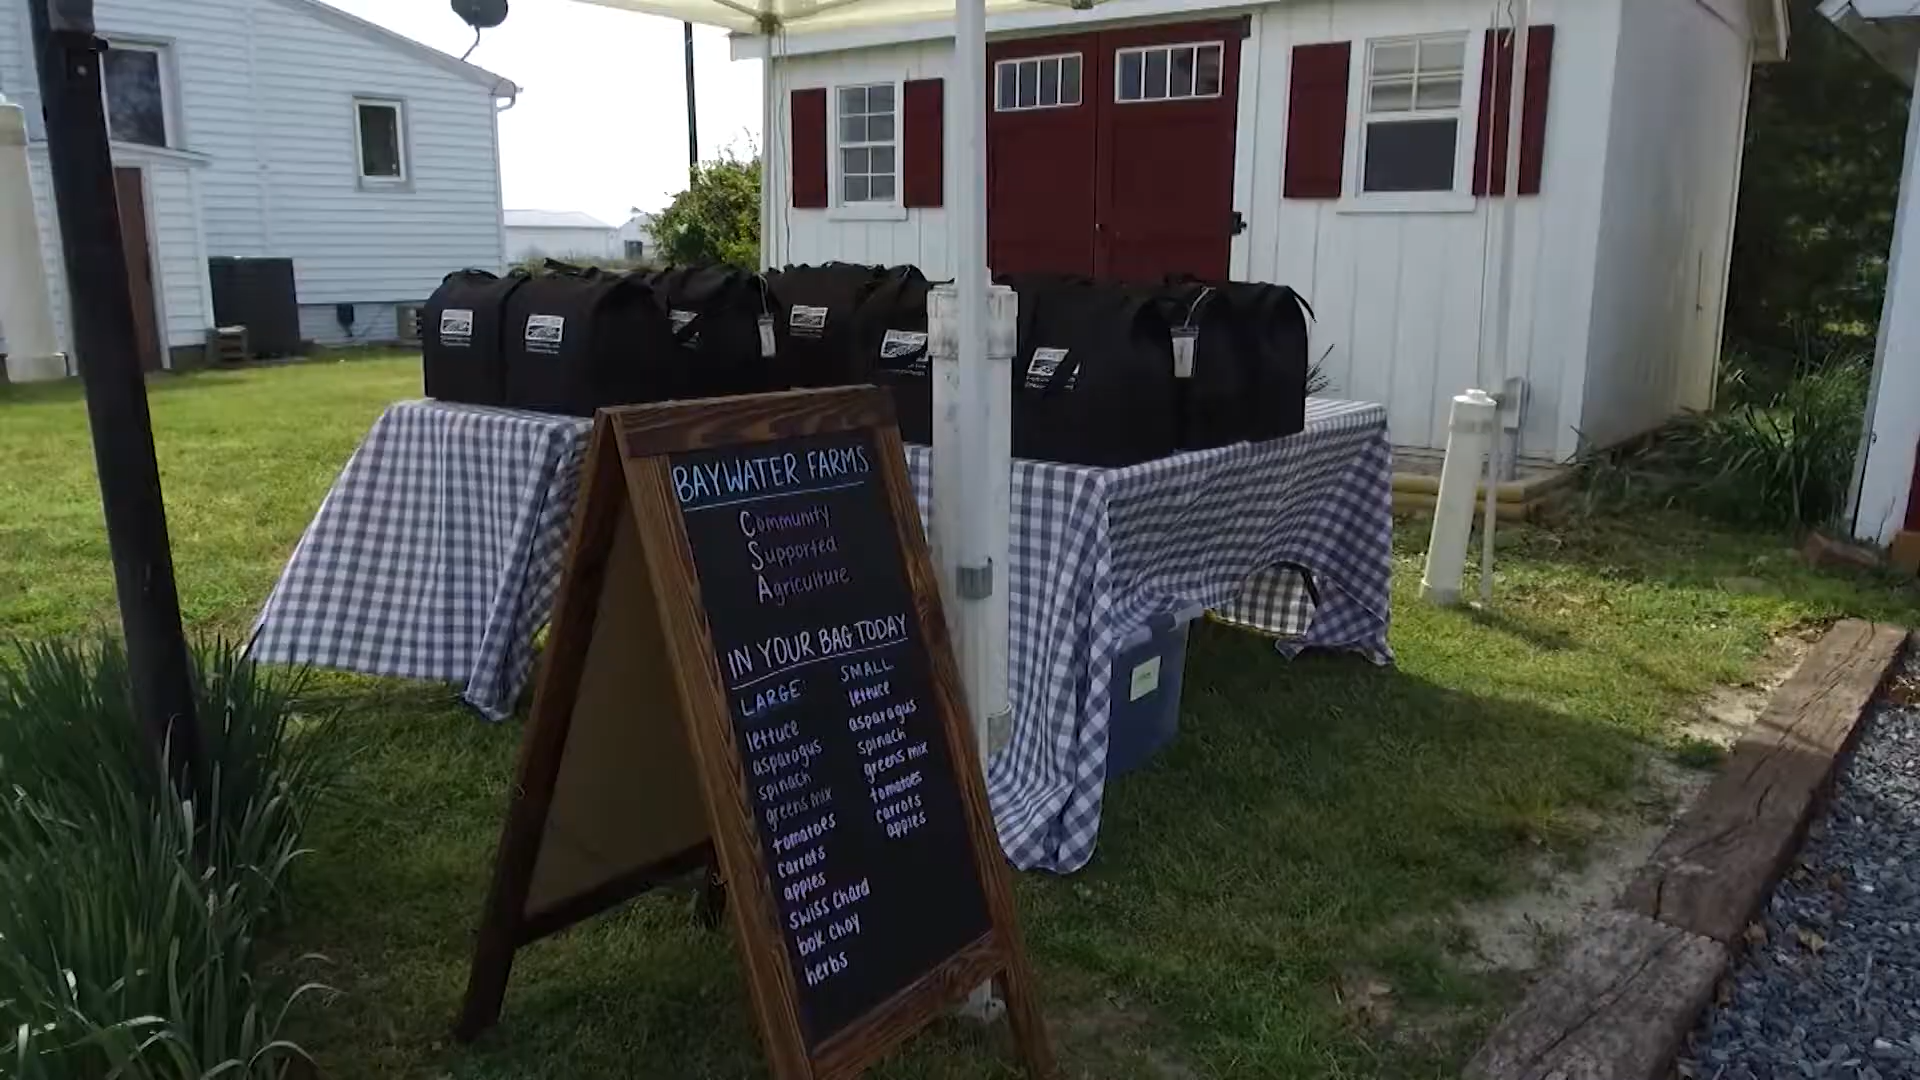 BAYWATER FARMS
Community
Supported
Agriculture
IN YOUR BAG TODAY
LARGE:
lettuce
asparagus
spinach
greens mix
tomatoes
carrots
apples
swiss chard
bok choy
herbs
SMALL
lettuce
asparagus
spinach
greens mix
tomatoes
carrots
apples